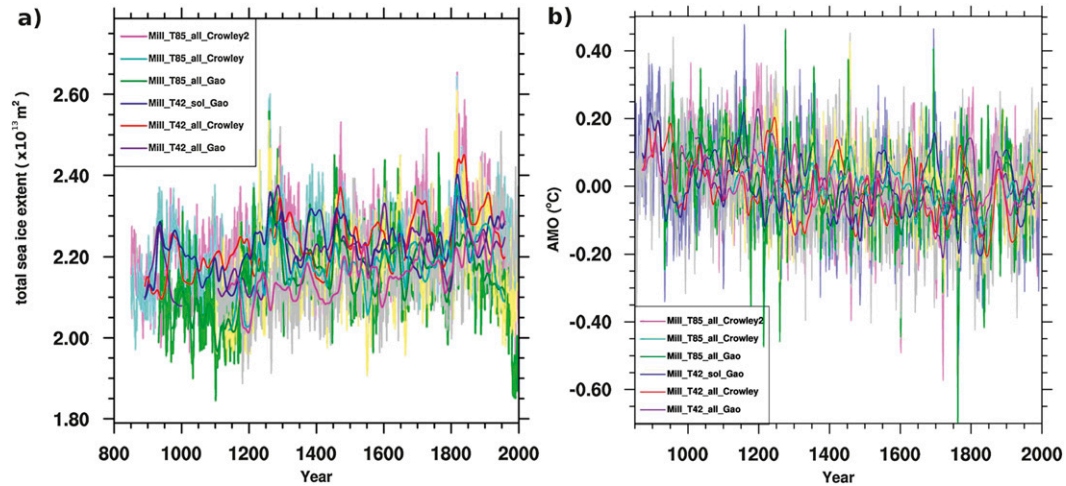 a)
Mill_T85_all_Crowley2
Mill_T85_all_Crowley
Mill_T85_all_Gao
Mill_T42_sol_Gao
Mill_T42_all_Crowley
Mill_T42_all_Gao
total sea ice extent ( x10¹³ m²)
2.60
2.40
2.20
2.00
1.80
800 1000 1200 1400 1600 1800 2000
Year
b)
0.40
0.20
0.00
-0.20
-0.40
-0.60
AMO (°C)
Mill_T85_all_Crowley2
Mill_T85_all_Crowley
Mill_T85_all_Gao
Mill_T42_sol_Gao
Mill_T42_all_Crowley
Mill_T42_all_Gao
1000 1200 1400 1600 1800 2000
Year